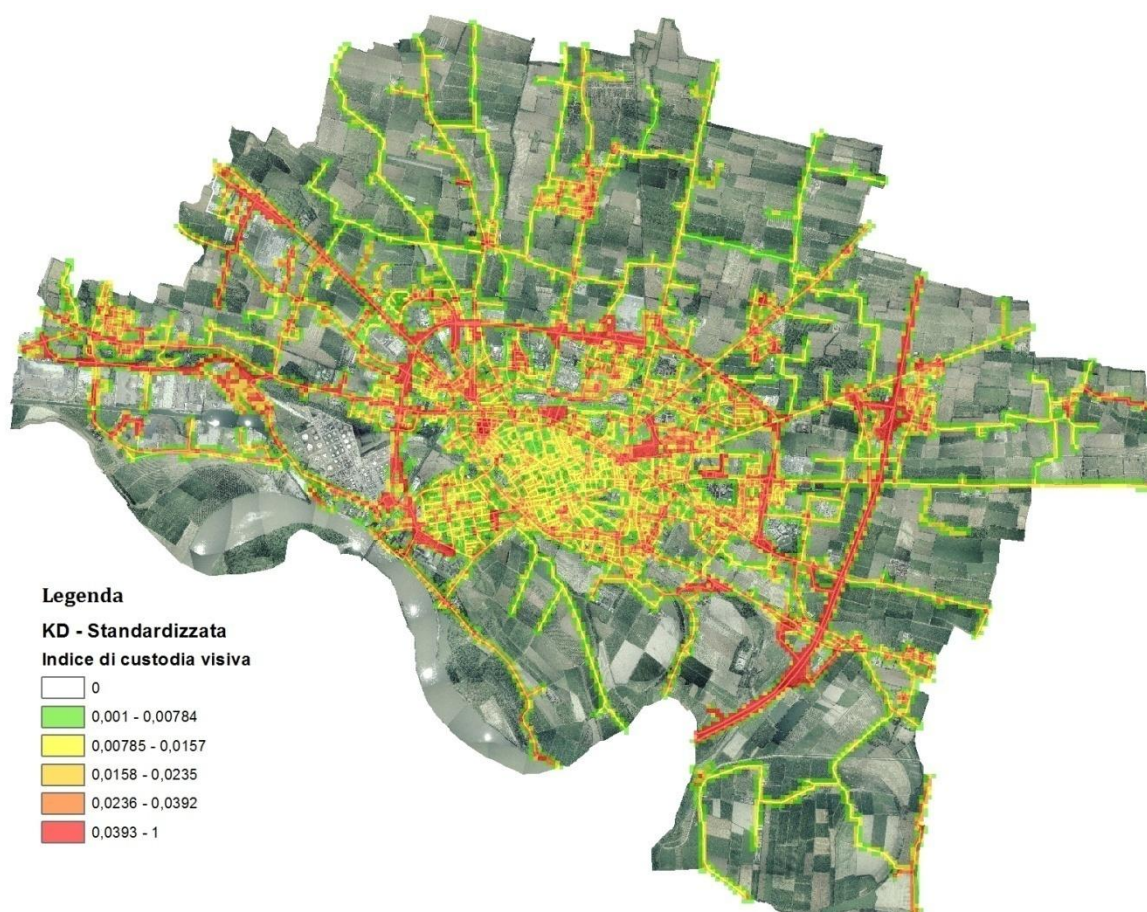 Legenda
KD - Standardizzata
Indice di custodia visiva
0
0,001 - 0,00784
0,00785 - 0,0157
0,0158 - 0,0235
0,0236 - 0,0392
0,0393 - 1